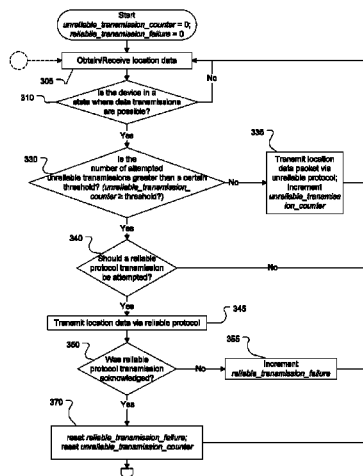 Start
unreliable_transmission_counter = 0;
reliable_transmission_failure = 0
Obtain/Receive location data
305
No
310
Is the device in a
state where data transmissions
are possible?
Yes
330
Is the
number of attempted
unreliable transmissions greater than a certain
threshold? (unreliable_transmission_
counter ≥ threshold?)
No
335
Transmit location
data packet via
unreliable protocol;
Increment
unreliable_transmiss
ion_counter
Yes
340
Should a reliable
protocol transmission
be attempted?
No
Yes
345
Transmit location data via reliable protocol
350
Was reliable
protocol transmission
acknowledged?
No
355
Increment
reliable_transmission_failure
Yes
370
reset reliable_transmission_failure;
reset unreliable_transmission_counter